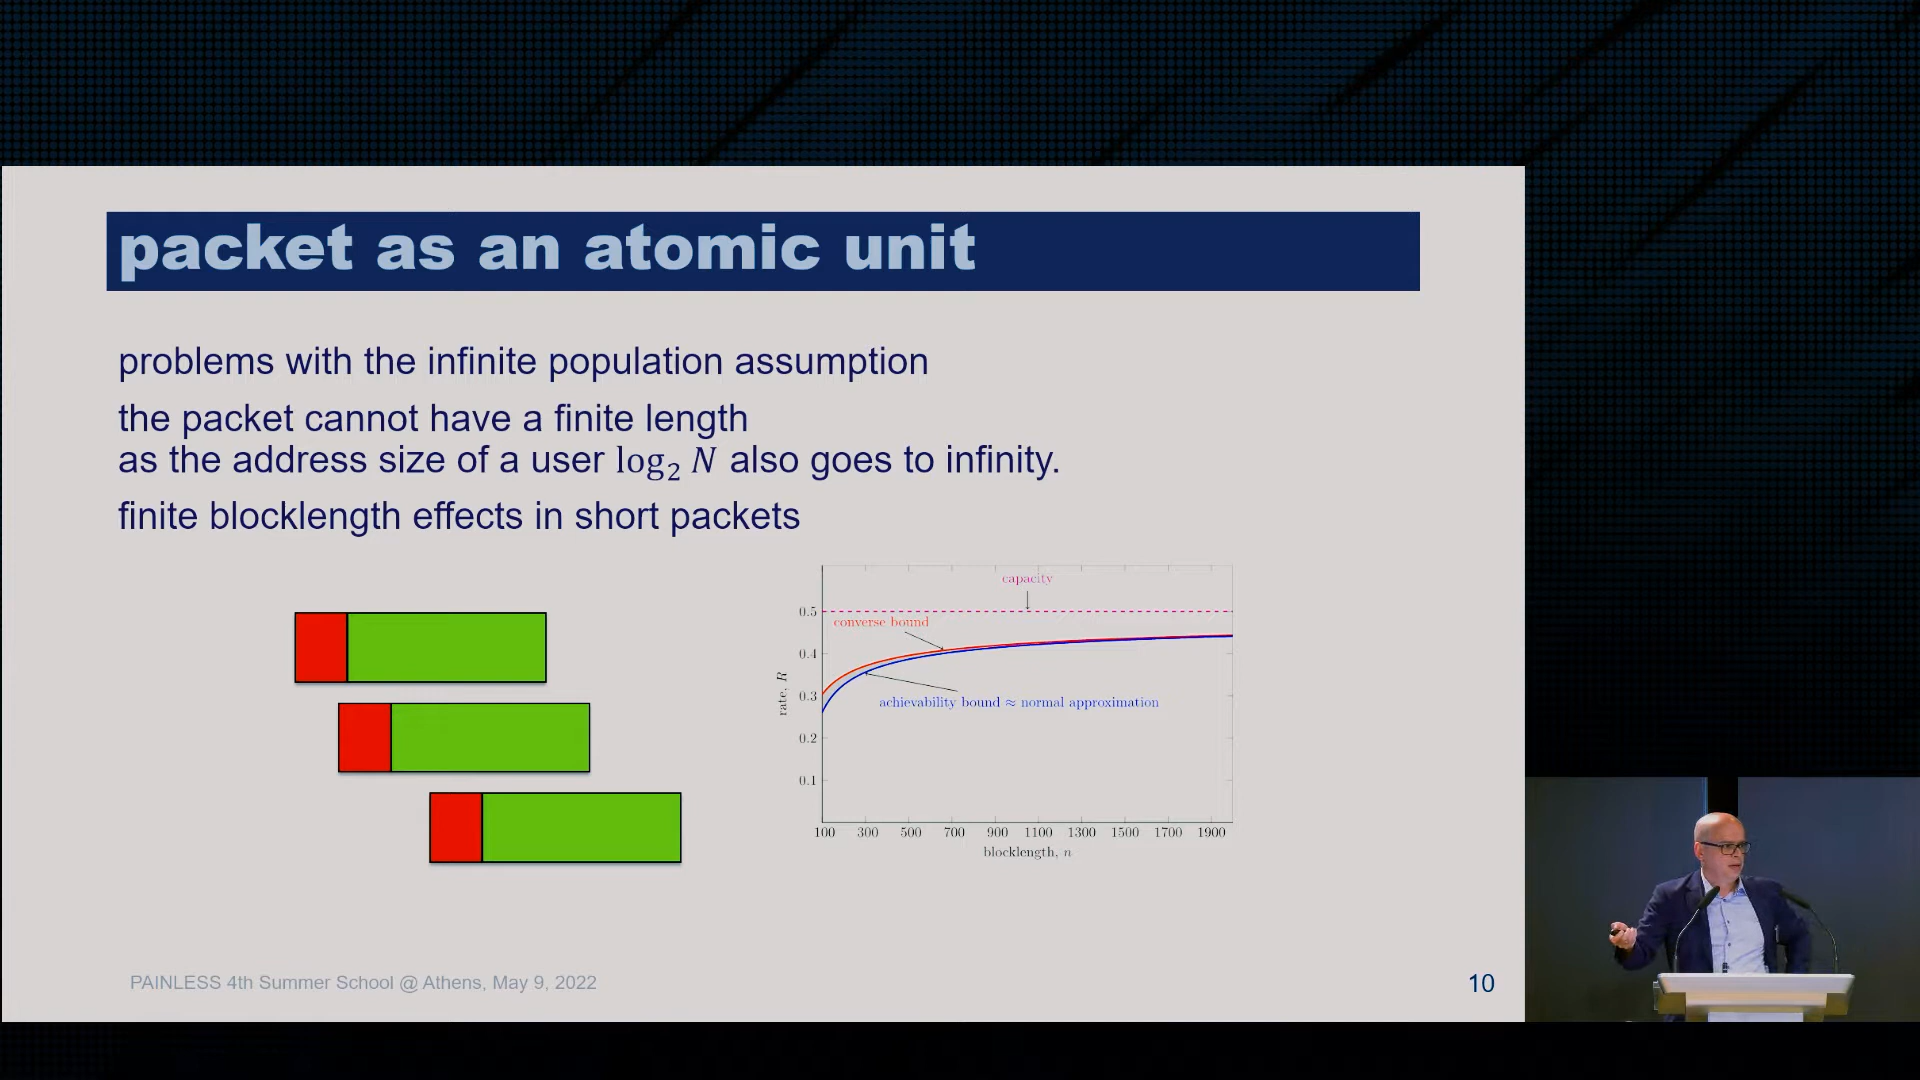 packet as an atomic unit
problems with the infinite population assumption
the packet cannot have a finite length
as the address size of a user log₂ N also goes to infinity.
finite blocklength effects in short packets
capacity
0.5
converse bound
0.4
0.3
achievability bound ≈ normal approximation
0.2
0.1
rate, R
100 300 500 700 900 1100 1300 1500 1700 1900
blocklength, n
PAINLESS 4th Summer School @ Athens, May 9, 2022
10